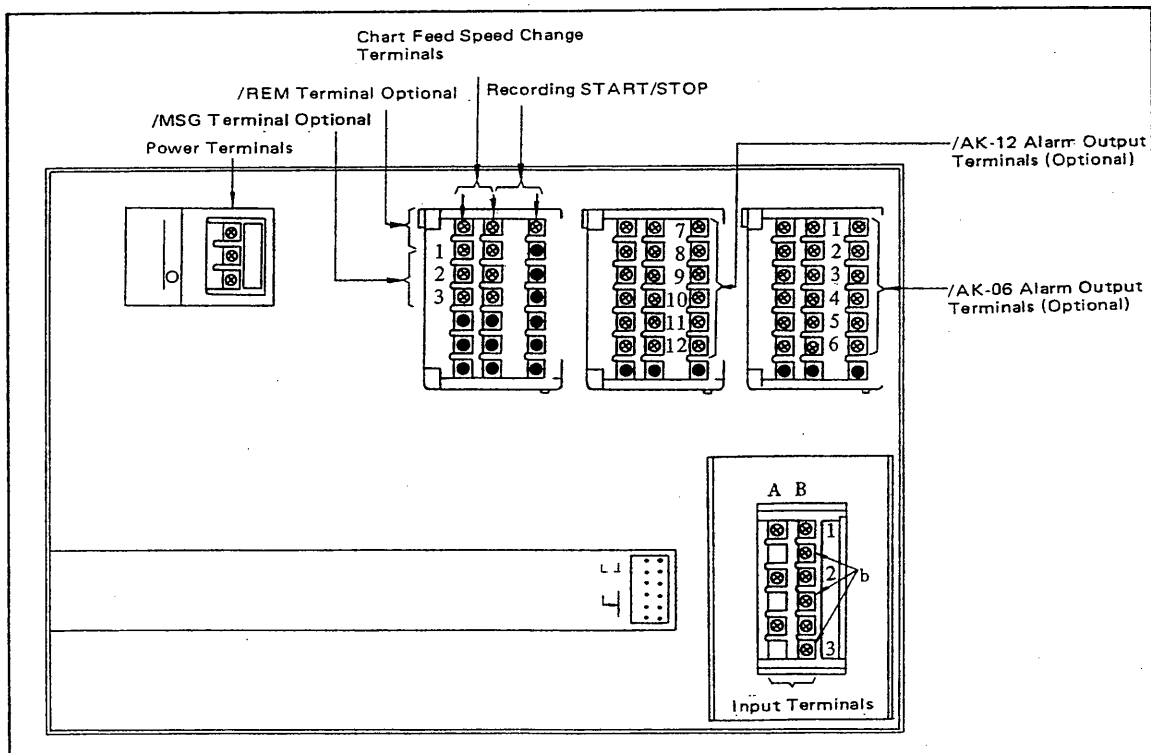 Chart Feed Speed Change
Terminals
/REM Terminal Optional
Recording START/STOP
/MSG Terminal Optional
Power Terminals
/AK-12 Alarm Output
Terminals (Optional)
/AK-06 Alarm Output
Terminals (Optional)
1
2
3
7
8
9
10
11
12
1
2
3
4
5
6
A B
1
2
b
3
Input Terminals